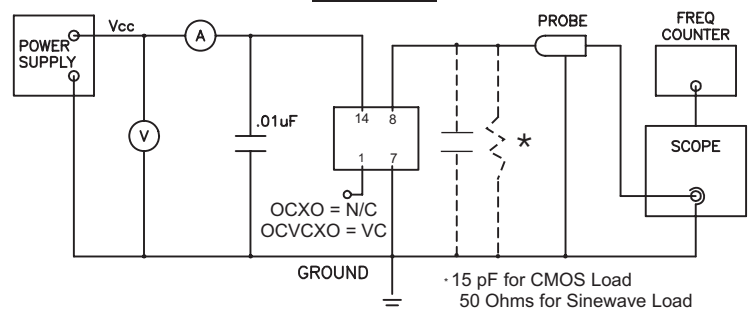 PROBE
FREQ
COUNTER
Vcc
POWER
SUPPLY
A
V
.01uF
14 8
1 7
*
SCOPE
OCXO = N/C
OCVCXO = VC
GROUND
*15 pF for CMOS Load
50 Ohms for Sinewave Load